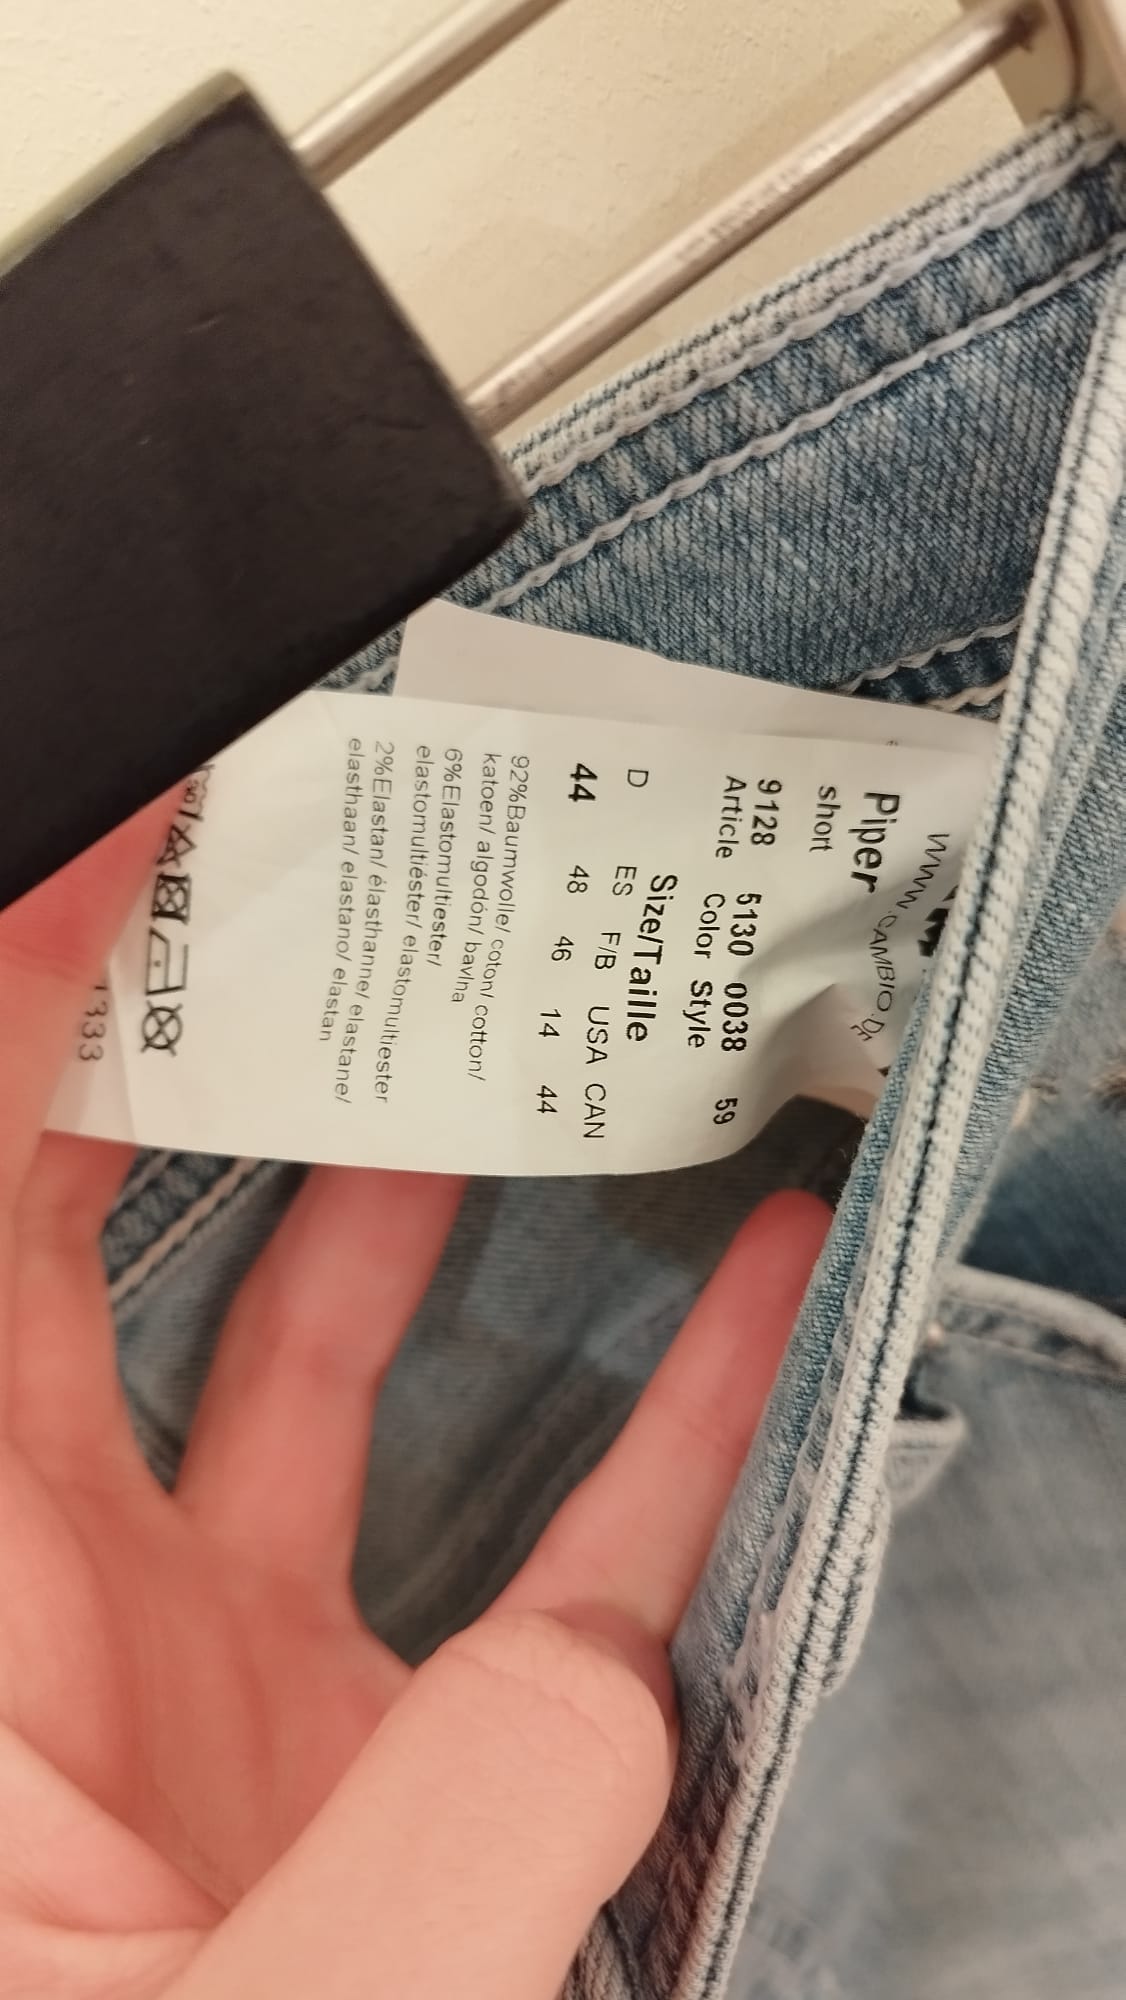 www.CAMBIO.DE
Piper
short
9128 5130 0038 59
Article Color Style
Size/Taille
D ES F/B USA CAN
44 48 46 14 44
92%Baumwolle/ coton/ cotton/
katoen/ algodón/ bavlna
6%Elastomultiester/
elastomultiéster/ elastomultiester
2%Elastan/ élasthanne/ elastane/
elasthaan/ elastano/ elastan
1333